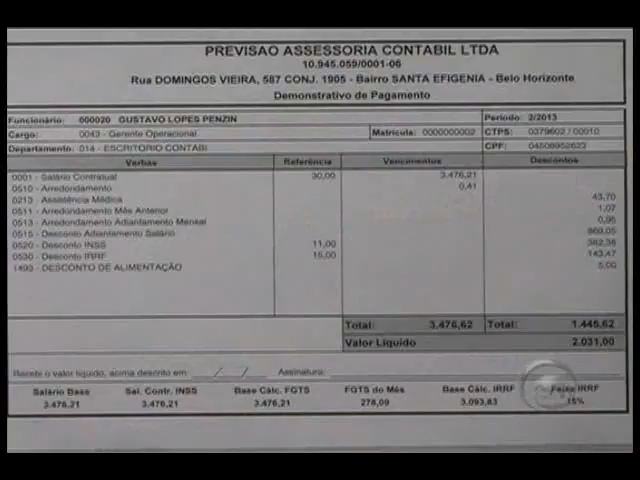 PREVISAO ASSESSORIA CONTABIL LTDA
10.945.059/0001-06
Rua DOMINGOS VIEIRA, 587 CONJ. 1905 - Bairro SANTA EFIGENIA - Belo Horizonte
Demonstrativo de Pagamento
Funcionário: 000020 GUSTAVO LOPES PENZIN Período: 2/2013
Cargo: 0043 - Gerente Operacional Matrícula: 0000000002 CTPS: 0379602 / 00010
Departamento: 014 - ESCRITORIO CONTABI CPF: 04506952623
Verbas Referência Vencimentos Descontos
0001 - Salário Contratual 30,00 3.476,21
0510 - Arredondamento 0,41
0213 - Assistência Médica 43,70
0511 - Arredondamento Mês Anterior 1,07
0513 - Arredondamento Adiantamento Mensal 0,95
0515 - Desconto Adiantamento Salário 869,05
0520 - Desconto INSS 11,00 382,38
0530 - Desconto IRRF 15,00 143,47
1493 - DESCONTO DE ALIMENTAÇÃO 5,00
Total: 3.476,62 Total: 1.445,62
Valor Líquido 2.031,00
Recebi o valor líquido, acima descrito em __/__/__ Assinatura:
Salário Base Sal. Contr. INSS Base Cálc. FGTS FGTS do Mês Base Cálc. IRRF Faixa IRRF
3.476,21 3.476,21 3.476,21 278,09 3.093,83 15%